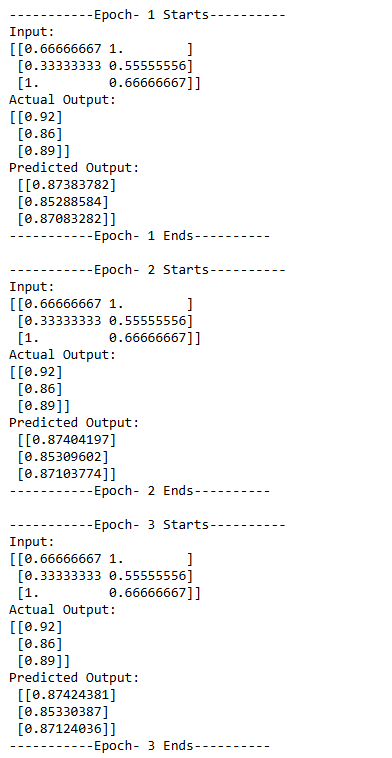 -----------Epoch- 1 Starts----------
Input:
[[0.66666667 1.        ]
 [0.33333333 0.55555556]
 [1.         0.66666667]]
Actual Output:
[[0.92]
 [0.86]
 [0.89]]
Predicted Output:
 [[0.87383782]
 [0.85288584]
 [0.87083282]]
-----------Epoch- 1 Ends----------

-----------Epoch- 2 Starts----------
Input:
[[0.66666667 1.        ]
 [0.33333333 0.55555556]
 [1.         0.66666667]]
Actual Output:
[[0.92]
 [0.86]
 [0.89]]
Predicted Output:
 [[0.87404197]
 [0.85309602]
 [0.87103774]]
-----------Epoch- 2 Ends----------

-----------Epoch- 3 Starts----------
Input:
[[0.66666667 1.        ]
 [0.33333333 0.55555556]
 [1.         0.66666667]]
Actual Output:
[[0.92]
 [0.86]
 [0.89]]
Predicted Output:
 [[0.87424381]
 [0.85330387]
 [0.87124036]]
-----------Epoch- 3 Ends----------